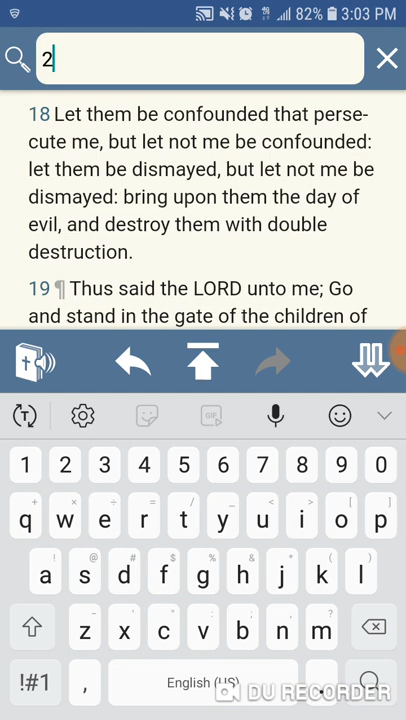 82% 3:03 PM
2
18 Let them be confounded that perse-
cute me, but let not me be confounded:
let them be dismayed, but let not me be
dismayed: bring upon them the day of
evil, and destroy them with double
destruction.
19 ¶ Thus said the LORD unto me; Go
and stand in the gate of the children of
T GIF
1 2 3 4 5 6 7 8 9 0
+ × ÷ = / _ < > [ ]
q w e r t y u i o p
! @ # $ % & * ( )
a s d f g h j k l
- ' " : ; , ?
z x c v b n m
!#1 , English (US) .
DU RECORDER